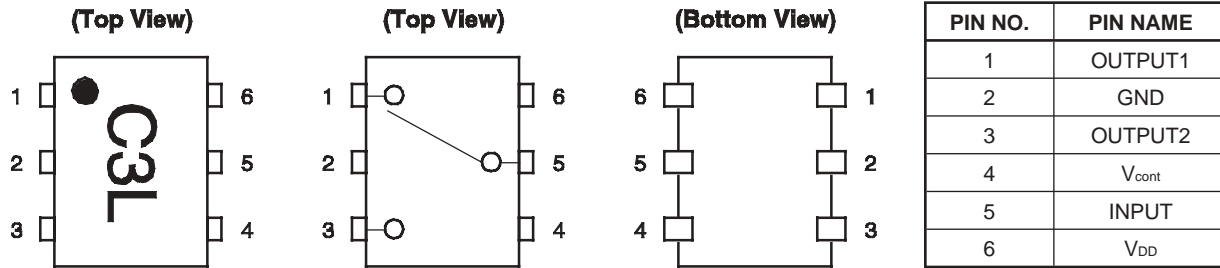 (Top View)
1
2
3
C3L
6
5
4
(Top View)
1
2
3
6
5
4
(Bottom View)
6
5
4
1
2
3
PIN NO. PIN NAME
1 OUTPUT1
2 GND
3 OUTPUT2
4 Vcont
5 INPUT
6 VDD